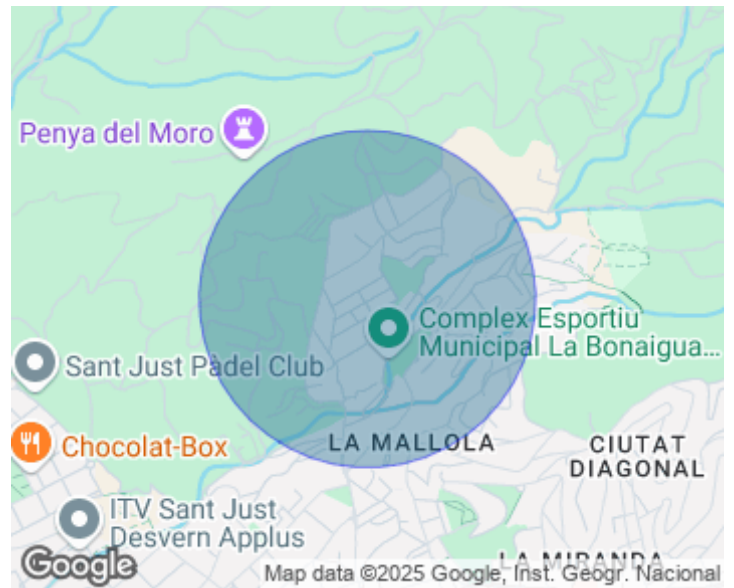 Penya del Moro
Complex Esportiu
Municipal La Bonaigua...
Sant Just Pàdel Club
Chocolat-Box
LA MALLOLA
CIUTAT
DIAGONAL
ITV Sant Just
Desvern Applus
LA MIRANDA
Google
Map data ©2025 Google, Inst. Geogr. Nacional